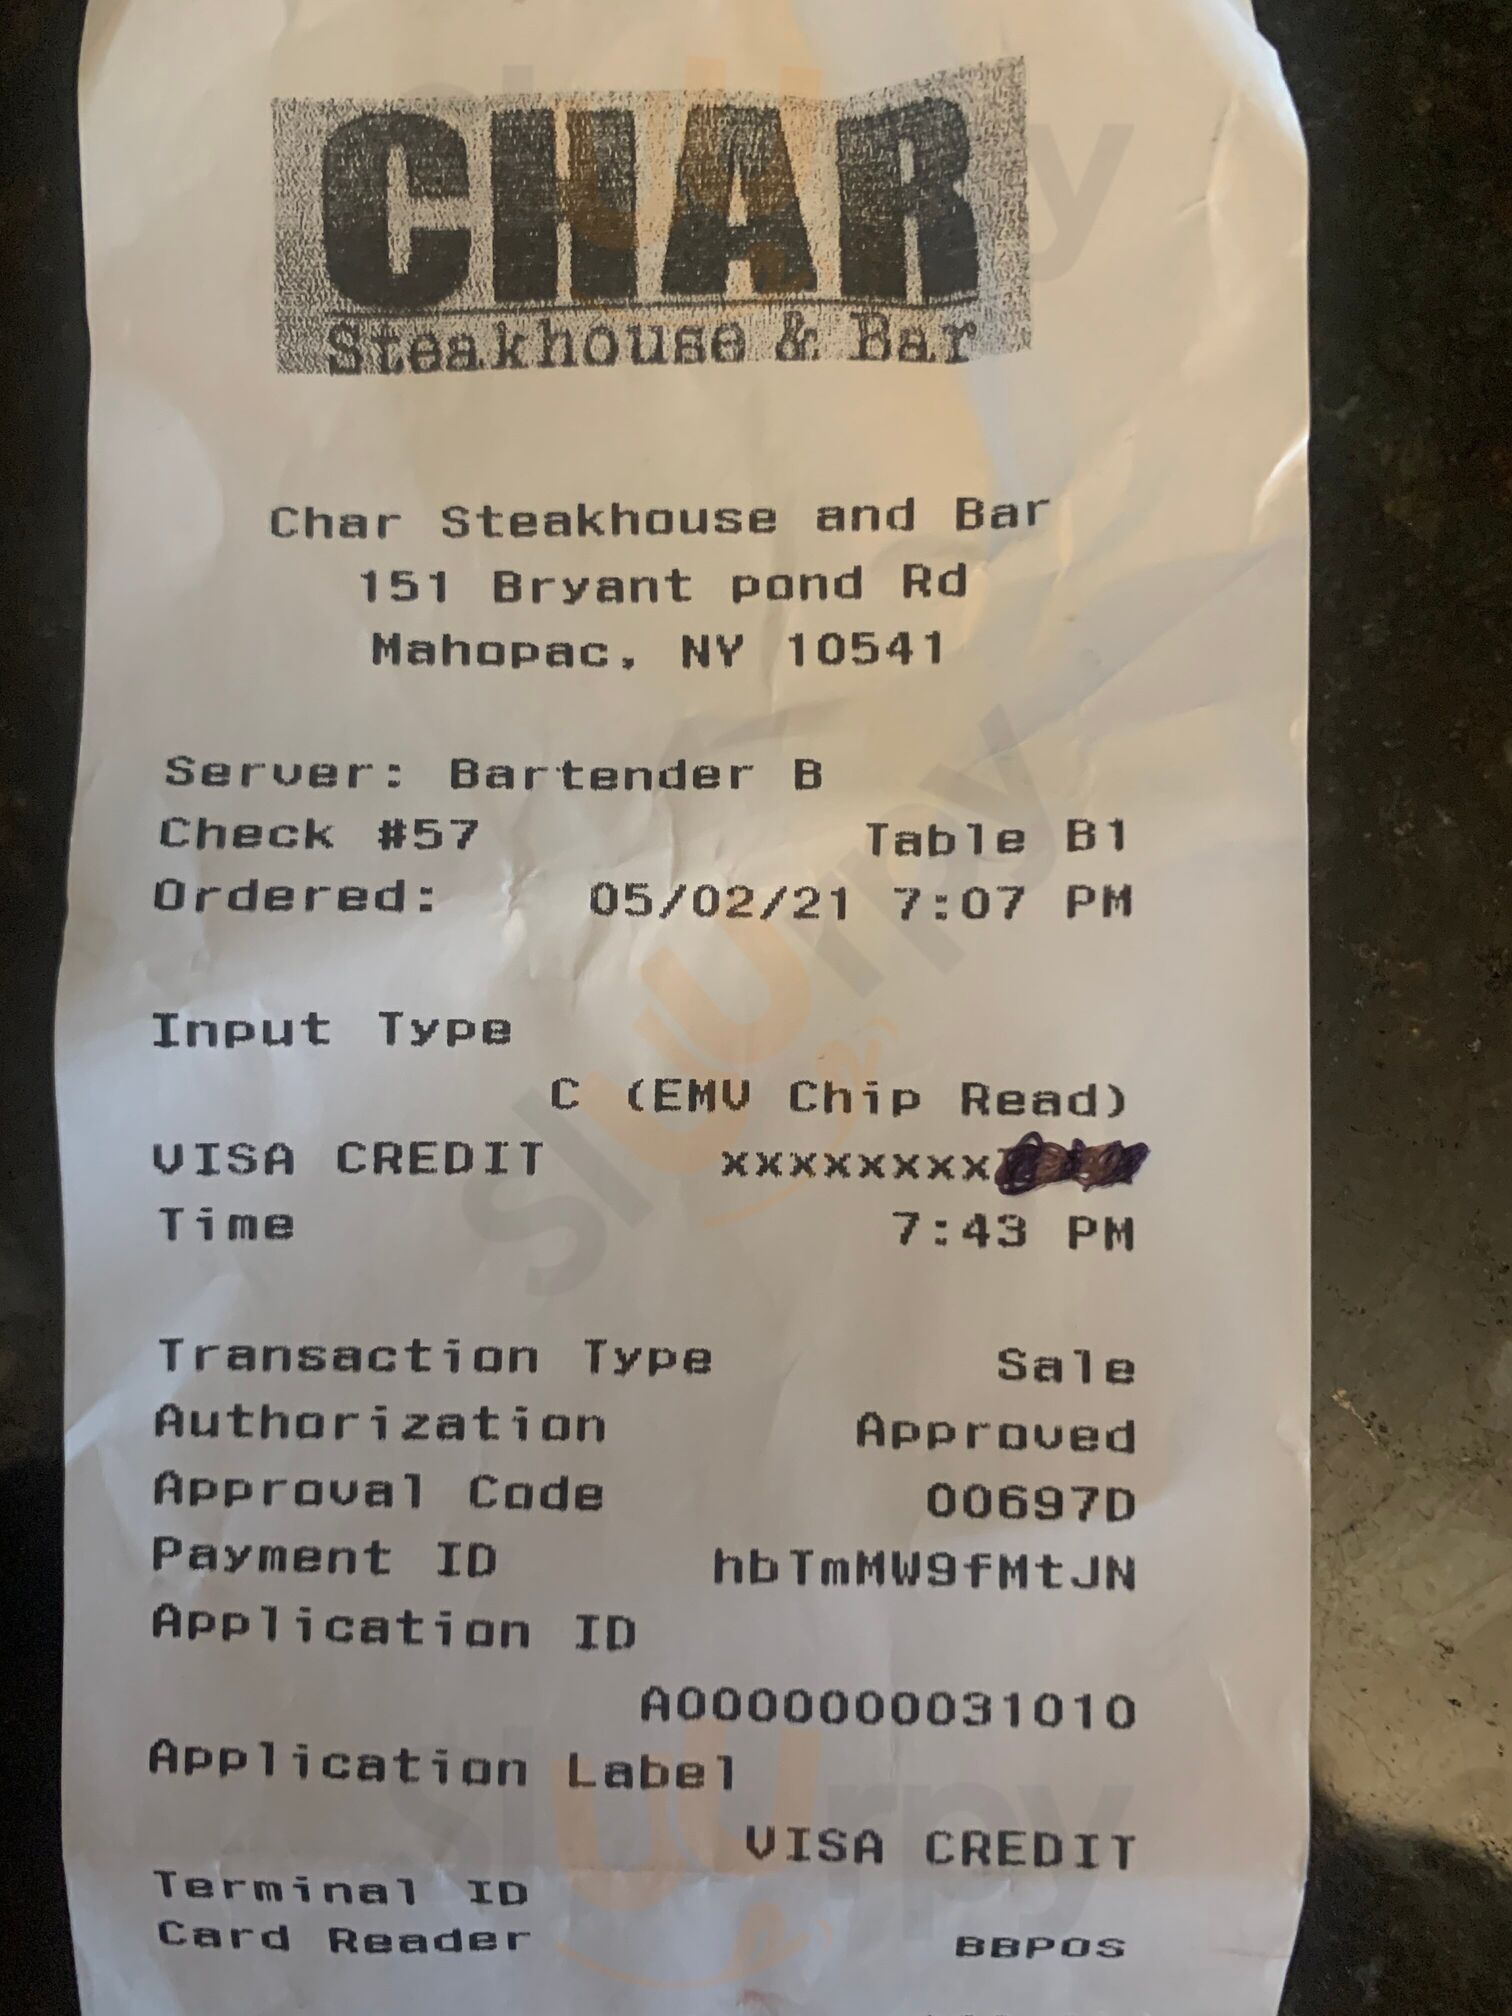 CHAR
Steakhouse & Bar
Char Steakhouse and Bar
151 Bryant pond Rd
Mahopac, NY 10541
Server: Bartender B
Check #57 Table B1
Ordered: 05/02/21 7:07 PM
Input Type
C (EMV Chip Read)
VISA CREDIT xxxxxxxx
Time 7:43 PM
Transaction Type Sale
Authorization Approved
Approval Code 00697D
Payment ID hbTmMW9fMtJN
Application ID
A0000000031010
Application Label
VISA CREDIT
Terminal ID
Card Reader BBPOS
sluurpy
sluurpy
sluurpy